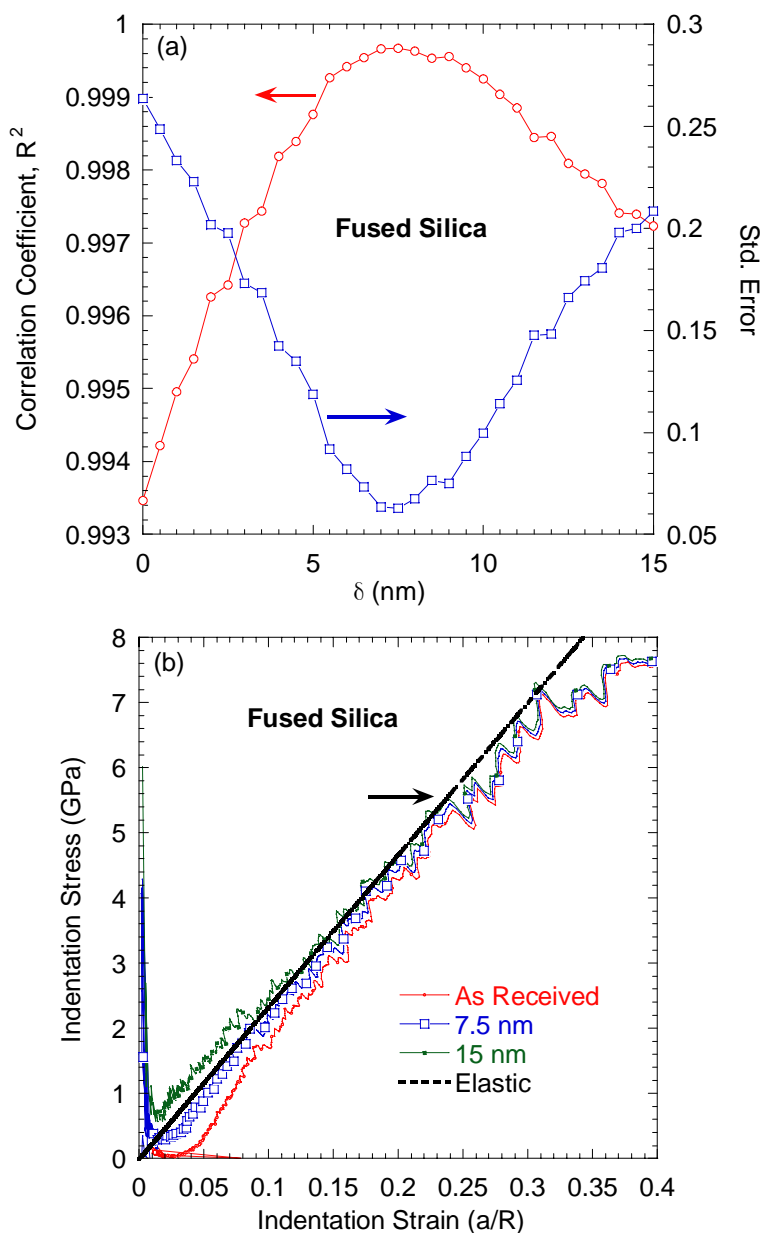 (a)
Correlation Coefficient, R²
1
0.999
0.998
0.997
0.996
0.995
0.994
0.993
Fused Silica
0.3
0.25
0.2
0.15
0.1
0.05
Std. Error
0
5
10
15
δ (nm)
(b)
Indentation Stress (GPa)
8
7
6
5
4
3
2
1
0
Fused Silica
As Received
7.5 nm
15 nm
Elastic
0
0.05
0.1
0.15
0.2
0.25
0.3
0.35
0.4
Indentation Strain (a/R)